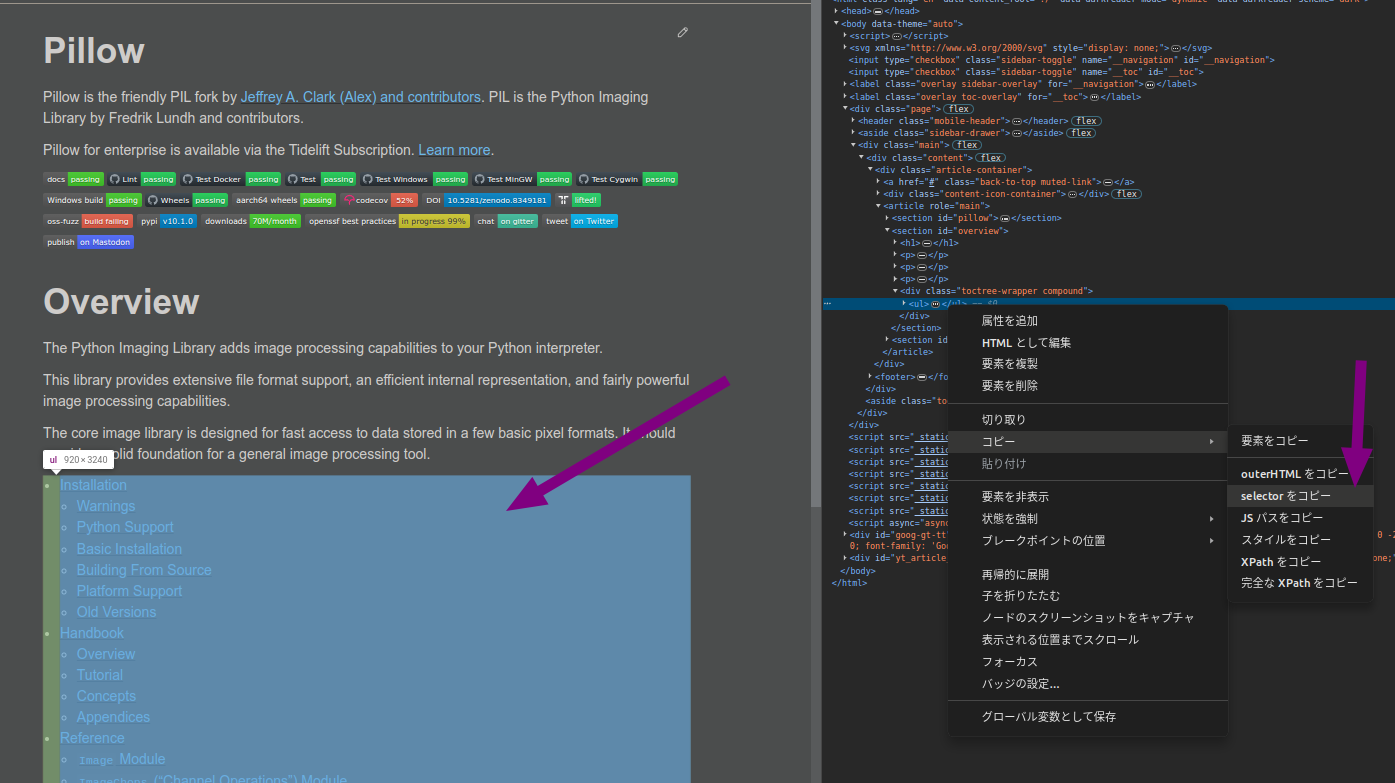 Pillow
Pillow is the friendly PIL fork by Jeffrey A. Clark (Alex) and contributors. PIL is the Python Imaging
Library by Fredrik Lundh and contributors.
Pillow for enterprise is available via the Tidelift Subscription. Learn more.
docs passing Lint passing Test Docker passing Test passing Test Windows passing Test MinGW passing Test Cygwin passing
Windows build passing Wheels passing aarch64 wheels passing codecov 52% DOI 10.5281/zenodo.8349181 lifted!
oss-fuzz build failing pypi v10.1.0 downloads 70M/month openssf best practices in progress 99% chat on gitter tweet on Twitter
publish on Mastodon
Overview
The Python Imaging Library adds image processing capabilities to your Python interpreter.
This library provides extensive file format support, an efficient internal representation, and fairly powerful
image processing capabilities.
The core image library is designed for fast access to data stored in a few basic pixel formats. It should
olid foundation for a general image processing tool.
ul 920×3240
Installation
Warnings
Python Support
Basic Installation
Building From Source
Platform Support
Old Versions
Handbook
Overview
Tutorial
Concepts
Appendices
Reference
Image Module
ImageChops ("Channel Operations") Module
<head></head>
<body data-theme="auto">
<script></script>
<svg xmlns="http://www.w3.org/2000/svg" style="display: none;"></svg>
<input type="checkbox" class="sidebar-toggle" name="__navigation" id="__navigation">
<input type="checkbox" class="sidebar-toggle" name="__toc" id="__toc">
<label class="overlay sidebar-overlay" for="__navigation"></label>
<label class="overlay toc-overlay" for="__toc"></label>
<div class="page"> flex
<header class="mobile-header"></header> flex
<aside class="sidebar-drawer"></aside> flex
<div class="main"> flex
<div class="content"> flex
<div class="article-container">
<a href="#" class="back-to-top muted-link"></a>
<div class="content-icon-container"></div> flex
<article role="main">
<section id="pillow"></section>
<section id="overview">
<h1></h1>
<p></p>
<p></p>
<p></p>
<div class="toctree-wrapper compound">
<ul></ul> == $0
</div>
</section>
<section id
</article>
</div>
<footer></fo
</div>
<aside class="to
</div>
</div>
<script src="_static
<script src="_static
<script src="_static
<script src="_static
<script src="_static
<script src="_static
<script src="_static
<script async="async
<div id="goog-gt-tt"
0; font-family: 'Goo
<div id="yt_article_
</body>
</html>
属性を追加
HTML として編集
要素を複製
要素を削除
切り取り
コピー
貼り付け
要素を非表示
状態を強制
ブレークポイントの位置
再帰的に展開
子を折りたたむ
ノードのスクリーンショットをキャプチャ
表示される位置までスクロール
フォーカス
バッジの設定...
グローバル変数として保存
要素をコピー
outerHTML をコピー
selector をコピー
JS パスをコピー
スタイルをコピー
XPath をコピー
完全な XPath をコピー